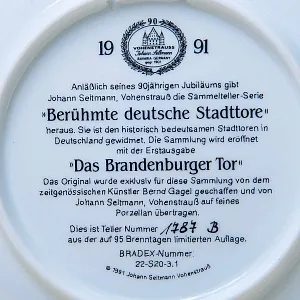 90
VOHENSTRAUSS
Johann Seltmann
BAVARIA GERMANY
19 91
Anläßlich seines 90jährigen Jubiläums gibt
Johann Seltmann, Vohenstrauß die Sammelteller-Serie
"Berühmte deutsche Stadttore"
heraus. Sie ist den historisch bedeutsamen Stadttoren in
Deutschland gewidmet. Die Sammlung wird eröffnet
mit der Erstausgabe
"Das Brandenburger Tor"
Das Original wurde exklusiv für diese Sammlung von dem
zeitgenössischen Künstler Bernd Gagel geschaffen und von
Johann Seltmann, Vohenstrauß auf feines
Porzellan übertragen.
Dies ist Teller Nummer 1787 B
aus der auf 95 Brenntagen limitierten Auflage.
BRADEX-Nummer:
22-S20-3.1
© 1991 Johann Seltmann Vohenstrauß